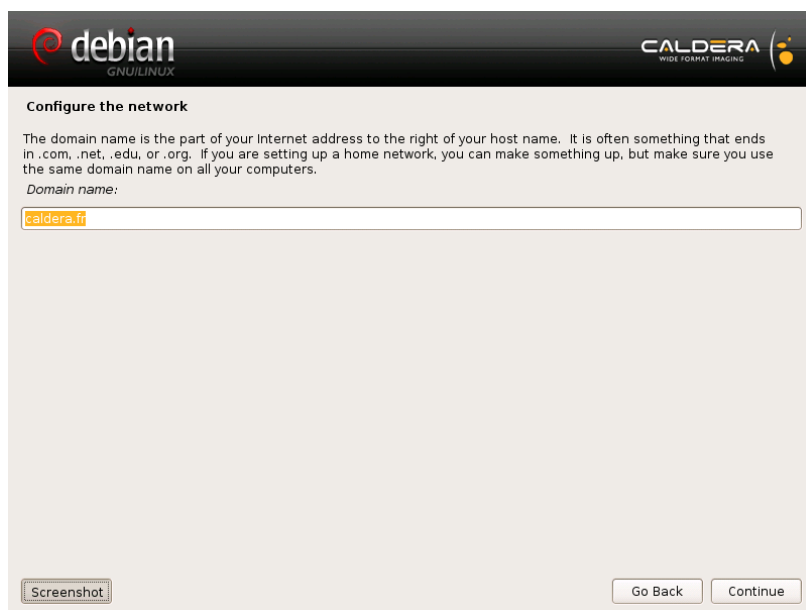 debian
GNU/LINUX
CALDERA
WIDE FORMAT IMAGING
Configure the network
The domain name is the part of your Internet address to the right of your host name. It is often something that ends
in .com, .net, .edu, or .org. If you are setting up a home network, you can make something up, but make sure you use
the same domain name on all your computers.
Domain name:
caldera.fr
Screenshot
Go Back
Continue